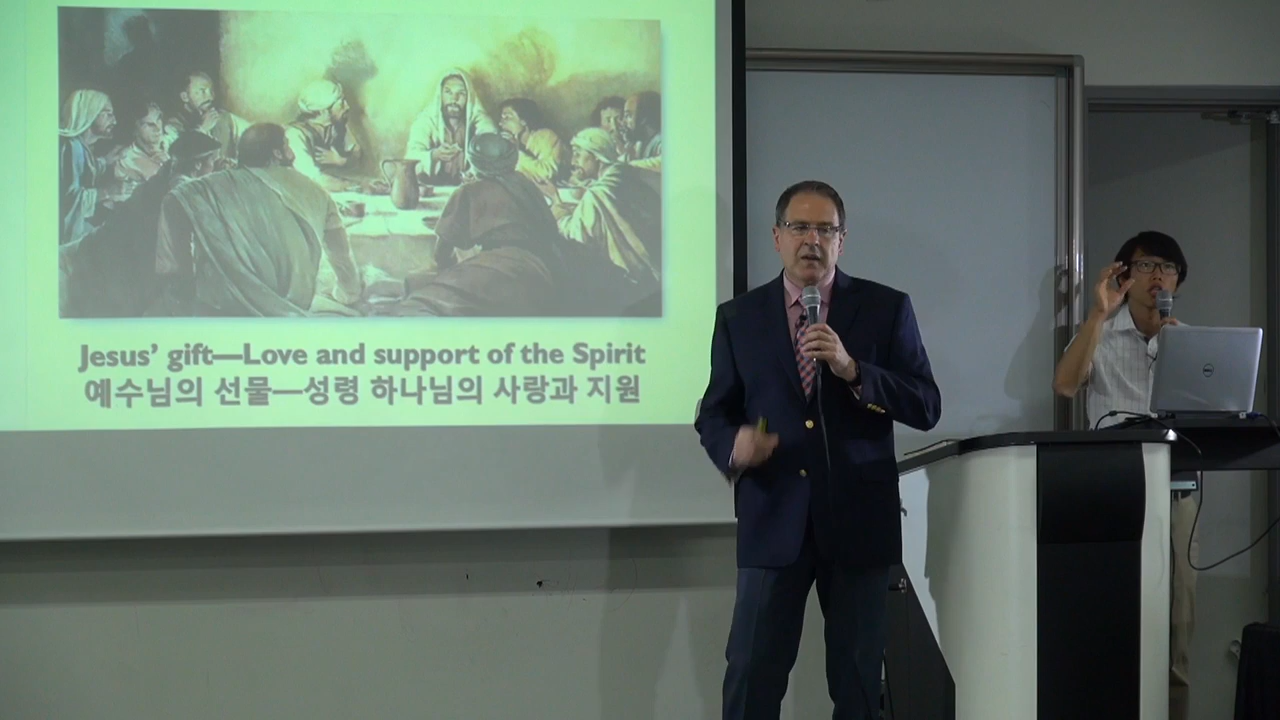 Jesus' gift—Love and support of the Spirit
예수님의 선물—성령 하나님의 사랑과 지원
DELL